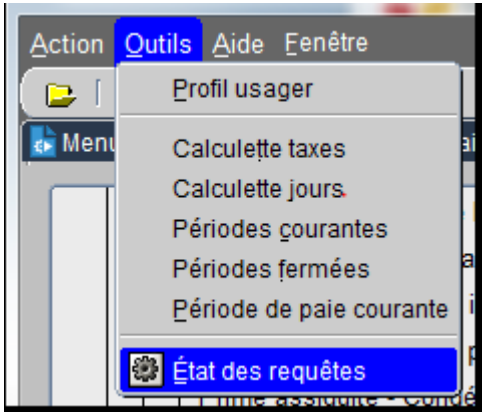 Action Outils Aide Fenêtre
Profil usager
Menu
Calculette taxes
Calculette jours
Périodes courantes
Périodes fermées
Période de paie courante
État des requêtes